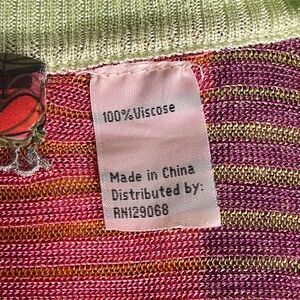 100%Viscose
Made in China
Distributed by:
RN129068